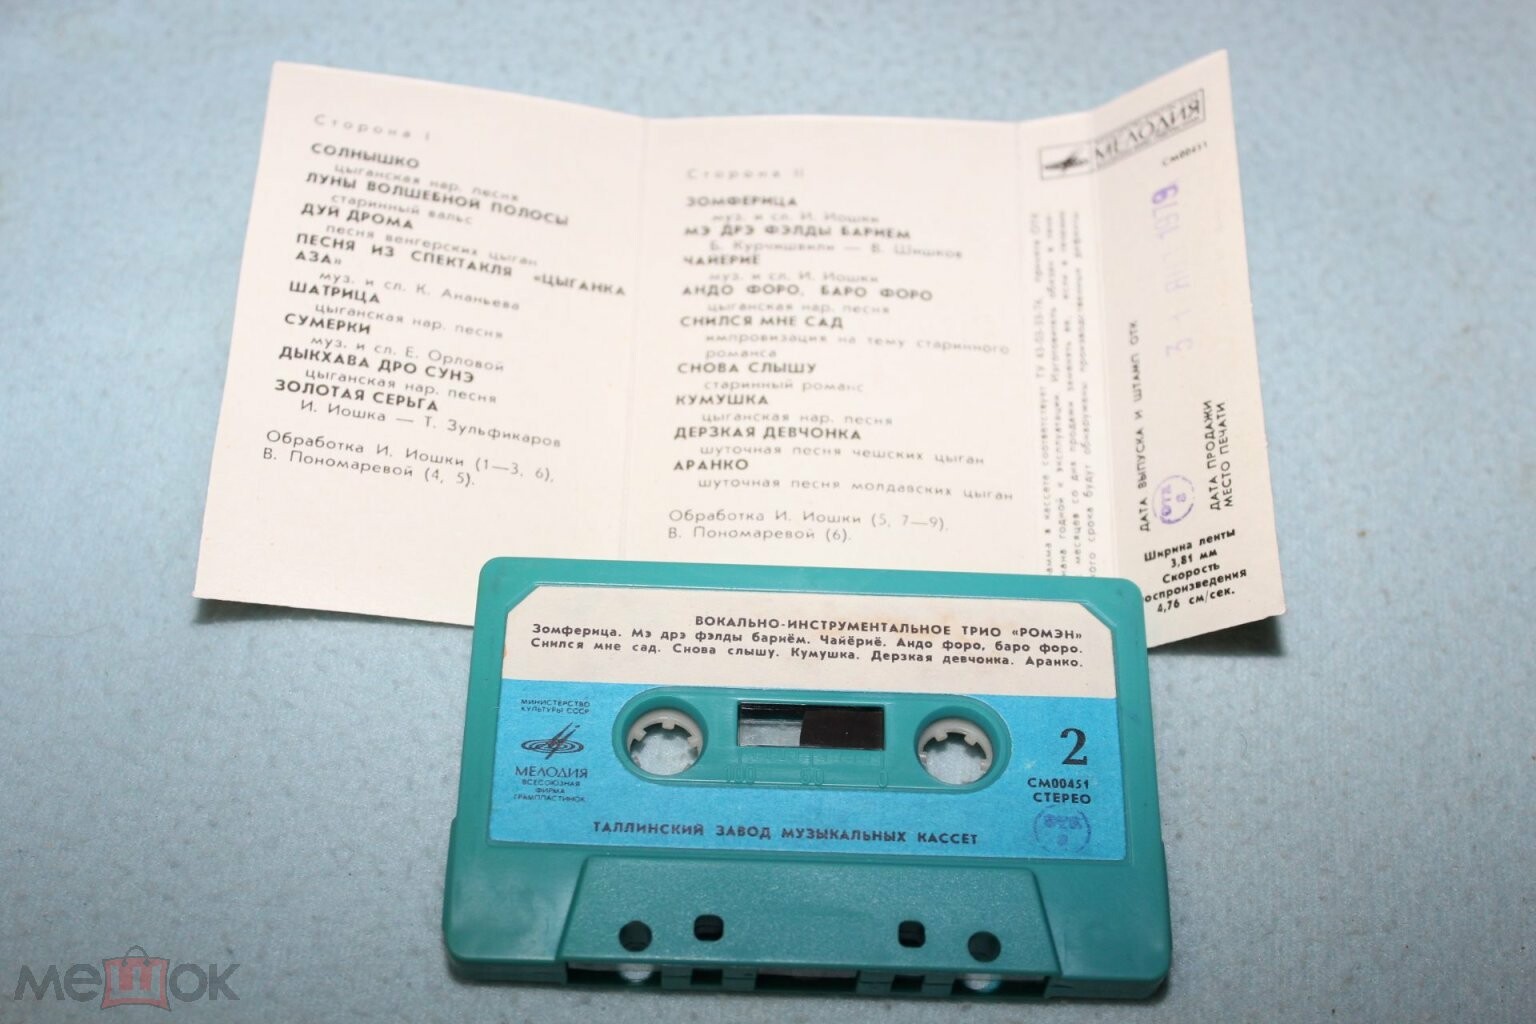 Сторона I
СОЛНЫШКО
цыганская нар. песня
ЛУНЫ ВОЛШЕБНОЙ ПОЛОСЫ
старинный вальс
ДУЙ ДРОМА
песня венгерских цыган
ПЕСНЯ ИЗ СПЕКТАКЛЯ «ЦЫГАНКА
АЗА»
муз. и сл. К. Ананьева
ШАТРИЦА
цыганская нар. песня
СУМЕРКИ
муз. и сл. Е. Орловой
ДЫКХАВА ДРО СУНЭ
цыганская нар. песня
ЗОЛОТАЯ СЕРЬГА
И. Иошка — Т. Зульфикаров
Обработка И. Иошки (1—3, 6),
В. Пономаревой (4, 5).
Сторона II
ЗОМФЕРИЦА
муз. и сл. И. Иошки
МЭ ДРЭ ФЭЛДЫ БАРИЕМ
Б. Курчишвили — В. Шишков
ЧАЙЕРИЕ
муз. и сл. И. Иошки
АНДО ФОРО, БАРО ФОРО
цыганская нар. песня
СНИЛСЯ МНЕ САД
импровизация на тему старинного
романса
СНОВА СЛЫШУ
старинный романс
КУМУШКА
цыганская нар. песня
ДЕРЗКАЯ ДЕВЧОНКА
шуточная песня чешских цыган
АРАНКО
шуточная песня молдавских цыган
Обработка И. Иошки (5, 7—9),
В. Пономаревой (6).
МЕЛОДИЯ
СМ00451
1979
ДАТА ВЫПУСКА И ШТАМП ОТК
ДАТА ПРОДАЖИ
МЕСТО ПЕЧАТИ
Ширина ленты
3,81 мм
Скорость
оспроизведения
4,76 см/сек.
ВОКАЛЬНО-ИНСТРУМЕНТАЛЬНОЕ ТРИО «РОМЭН»
Зомферица. Мэ дрэ фэлды бариём. Чайёриё. Андо форо, баро форо.
Снился мне сад. Снова слышу. Кумушка. Дерзкая девчонка. Аранко.
МИНИСТЕРСТВО
КУЛЬТУРЫ СССР
МЕЛОДИЯ
ВСЕСОЮЗНАЯ
ФИРМА
ГРАМПЛАСТИНОК
2
СМ00451
СТЕРЕО
ТАЛЛИНСКИЙ ЗАВОД МУЗЫКАЛЬНЫХ КАССЕТ
мешок